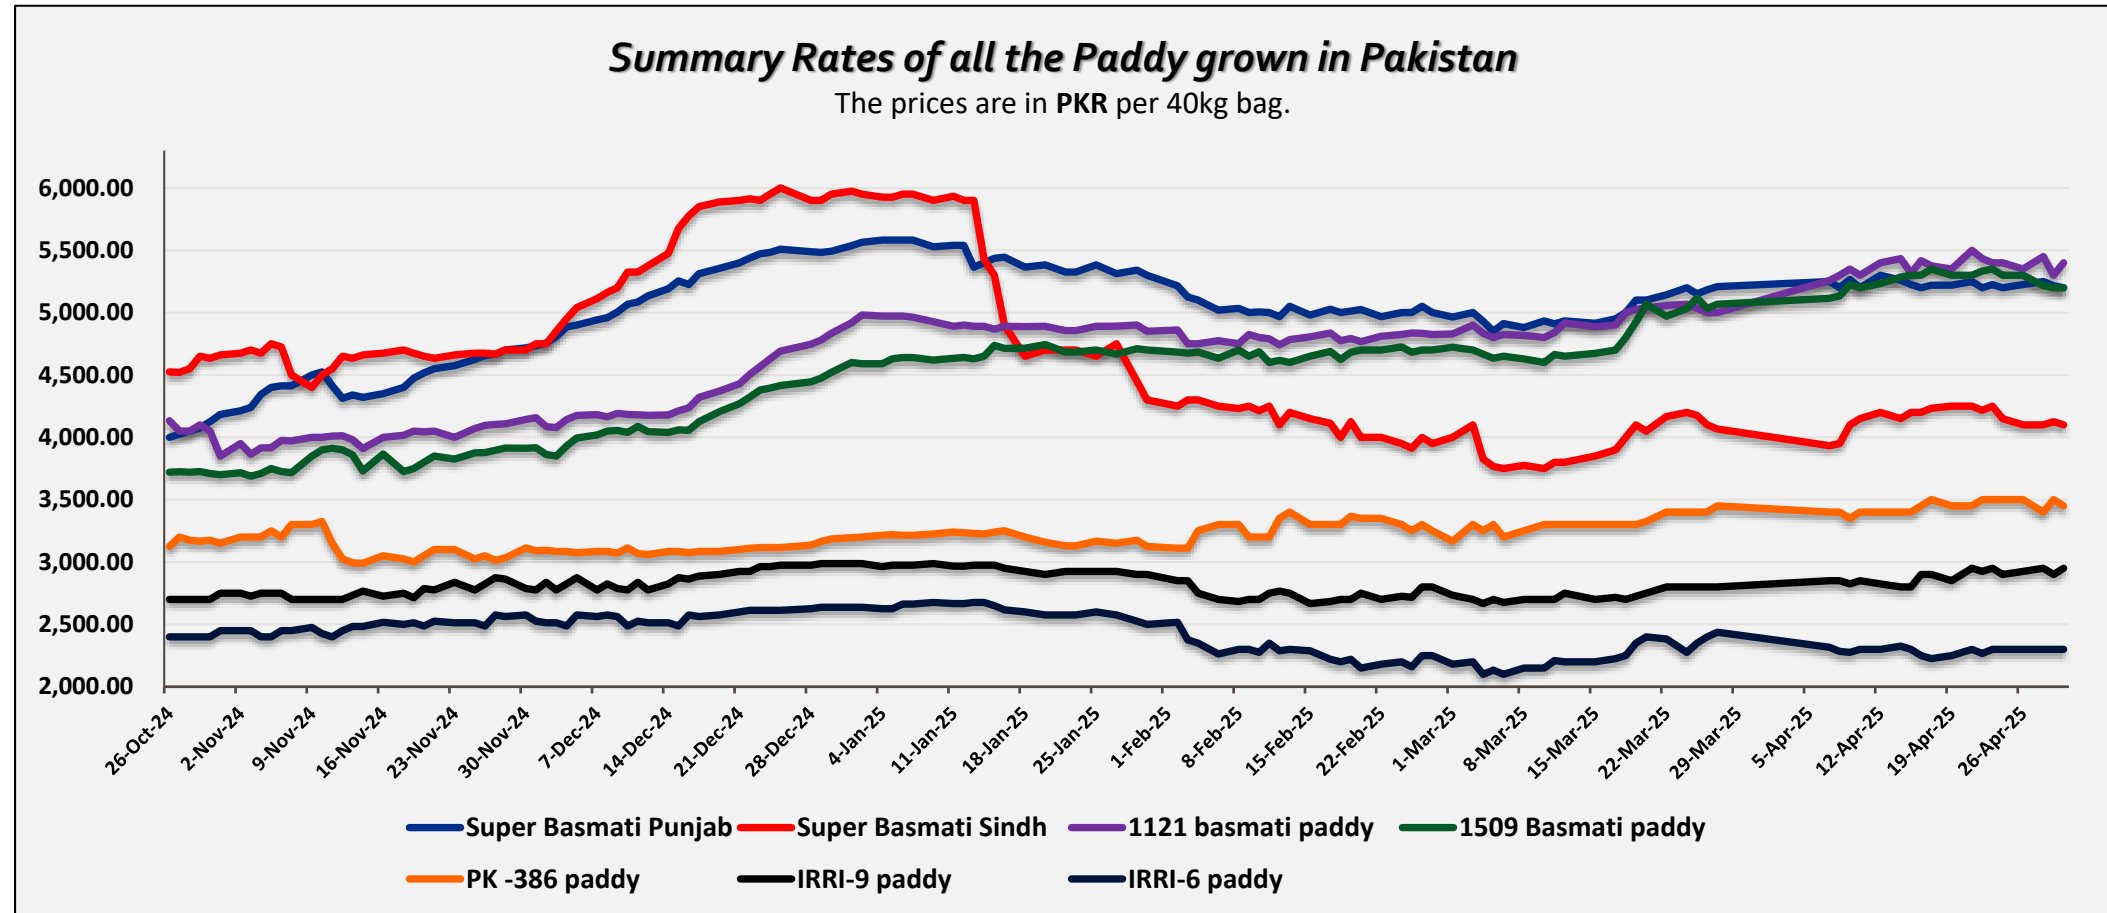 Summary Rates of all the Paddy grown in Pakistan
The prices are in PKR per 40kg bag.
6,000.00
5,500.00
5,000.00
4,500.00
4,000.00
3,500.00
3,000.00
2,500.00
2,000.00
26-Oct-24
2-Nov-24
9-Nov-24
16-Nov-24
23-Nov-24
30-Nov-24
7-Dec-24
14-Dec-24
21-Dec-24
28-Dec-24
4-Jan-25
11-Jan-25
18-Jan-25
25-Jan-25
1-Feb-25
8-Feb-25
15-Feb-25
22-Feb-25
1-Mar-25
8-Mar-25
15-Mar-25
22-Mar-25
29-Mar-25
5-Apr-25
12-Apr-25
19-Apr-25
26-Apr-25
Super Basmati Punjab Super Basmati Sindh 1121 basmati paddy 1509 Basmati paddy
PK -386 paddy IRRI-9 paddy IRRI-6 paddy